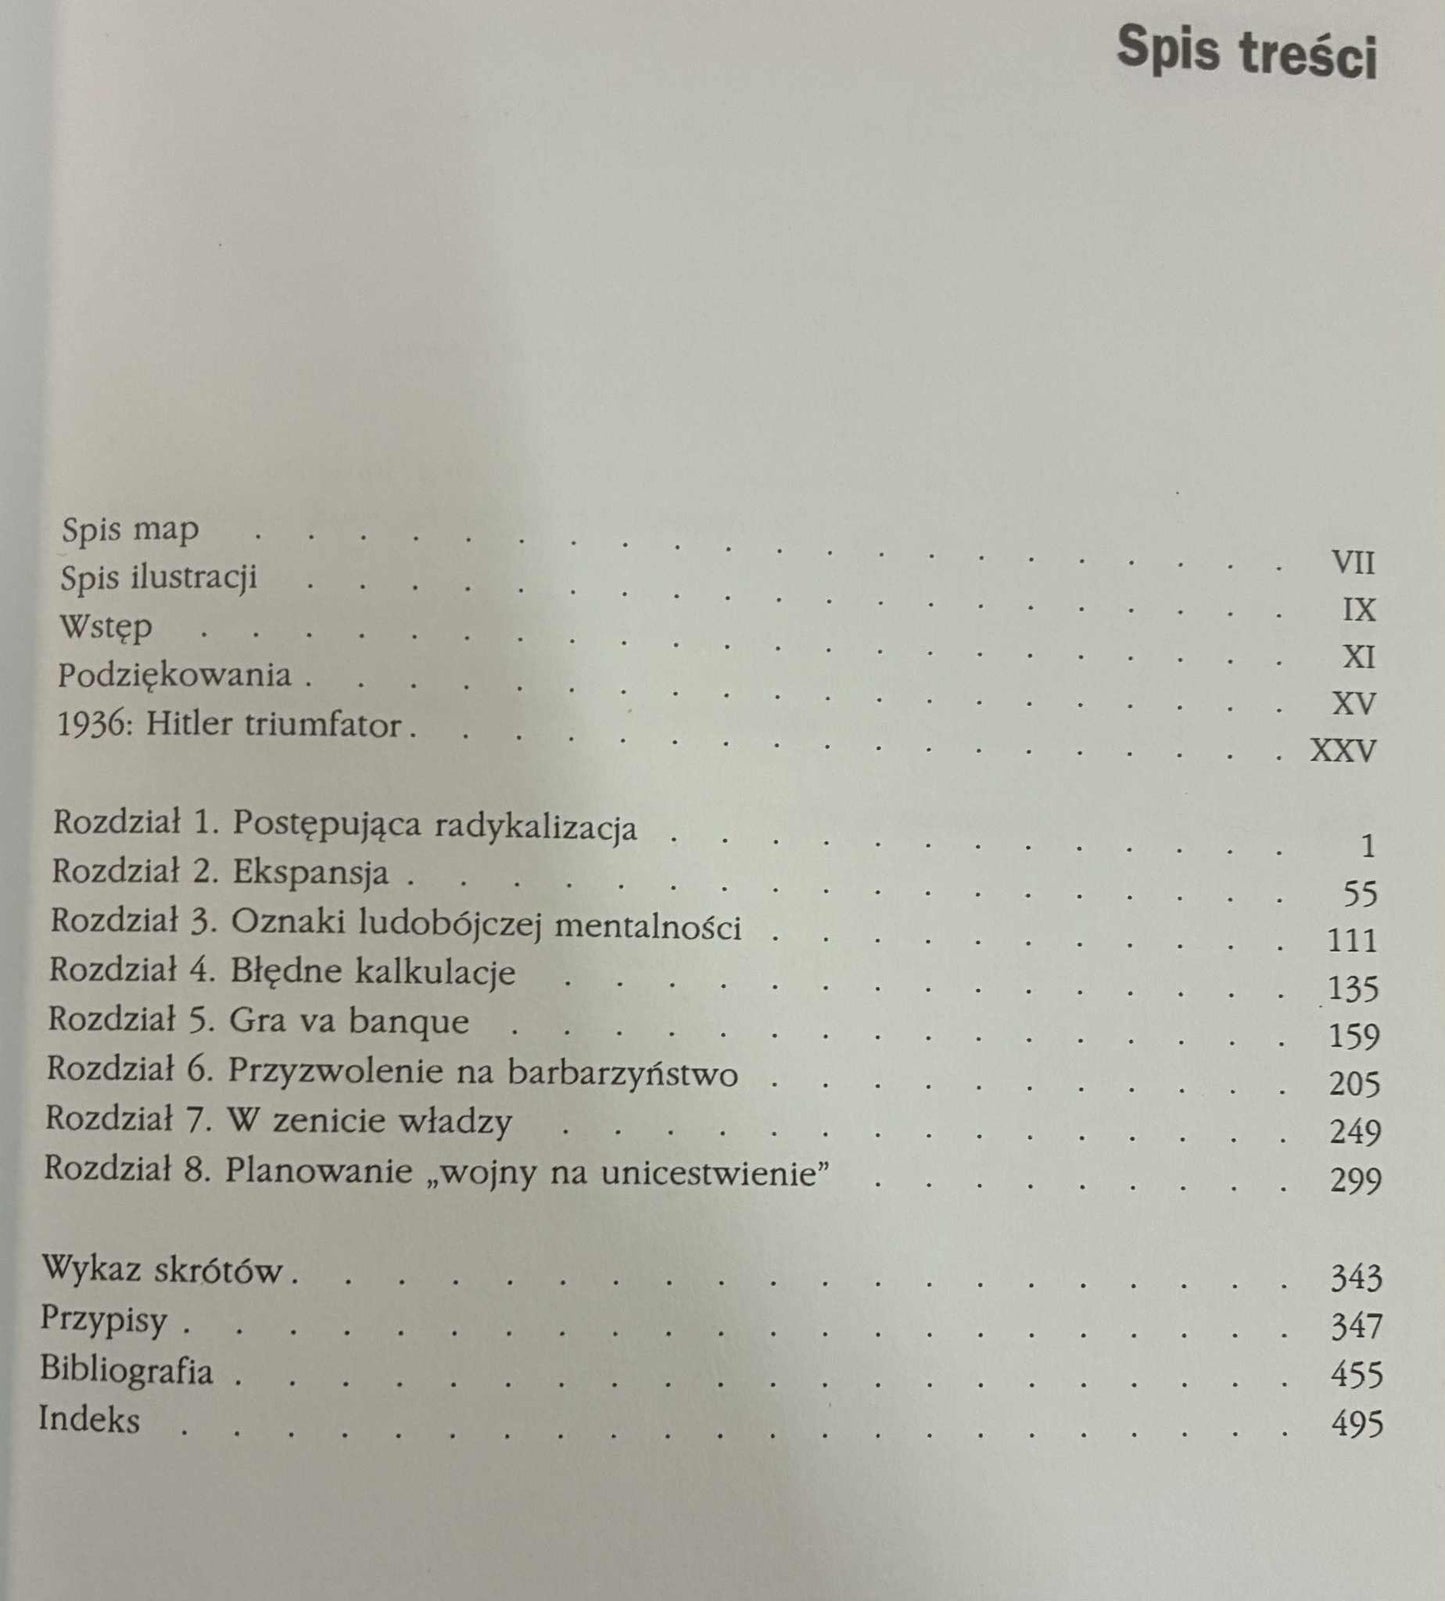 Spis treści
Spis map . . . . . . . . . . . . . . . . . . . . . VII
Spis ilustracji . . . . . . . . . . . . . . . . . . . . IX
Wstęp . . . . . . . . . . . . . . . . . . . . . . XI
Podziękowania . . . . . . . . . . . . . . . . . . . . XV
1936: Hitler triumfator . . . . . . . . . . . . . . . . . . XXV
Rozdział 1. Postępująca radykalizacja . . . . . . . . . . . . . 1
Rozdział 2. Ekspansja . . . . . . . . . . . . . . . . . . 55
Rozdział 3. Oznaki ludobójczej mentalności . . . . . . . . . . . 111
Rozdział 4. Błędne kalkulacje . . . . . . . . . . . . . . . 135
Rozdział 5. Gra va banque . . . . . . . . . . . . . . . . 159
Rozdział 6. Przyzwolenie na barbarzyństwo . . . . . . . . . . . 205
Rozdział 7. W zenicie władzy . . . . . . . . . . . . . . . 249
Rozdział 8. Planowanie „wojny na unicestwienie” . . . . . . . . . 299
Wykaz skrótów . . . . . . . . . . . . . . . . . . . . 343
Przypisy . . . . . . . . . . . . . . . . . . . . . . 347
Bibliografia . . . . . . . . . . . . . . . . . . . . . 455
Indeks . . . . . . . . . . . . . . . . . . . . . . 495